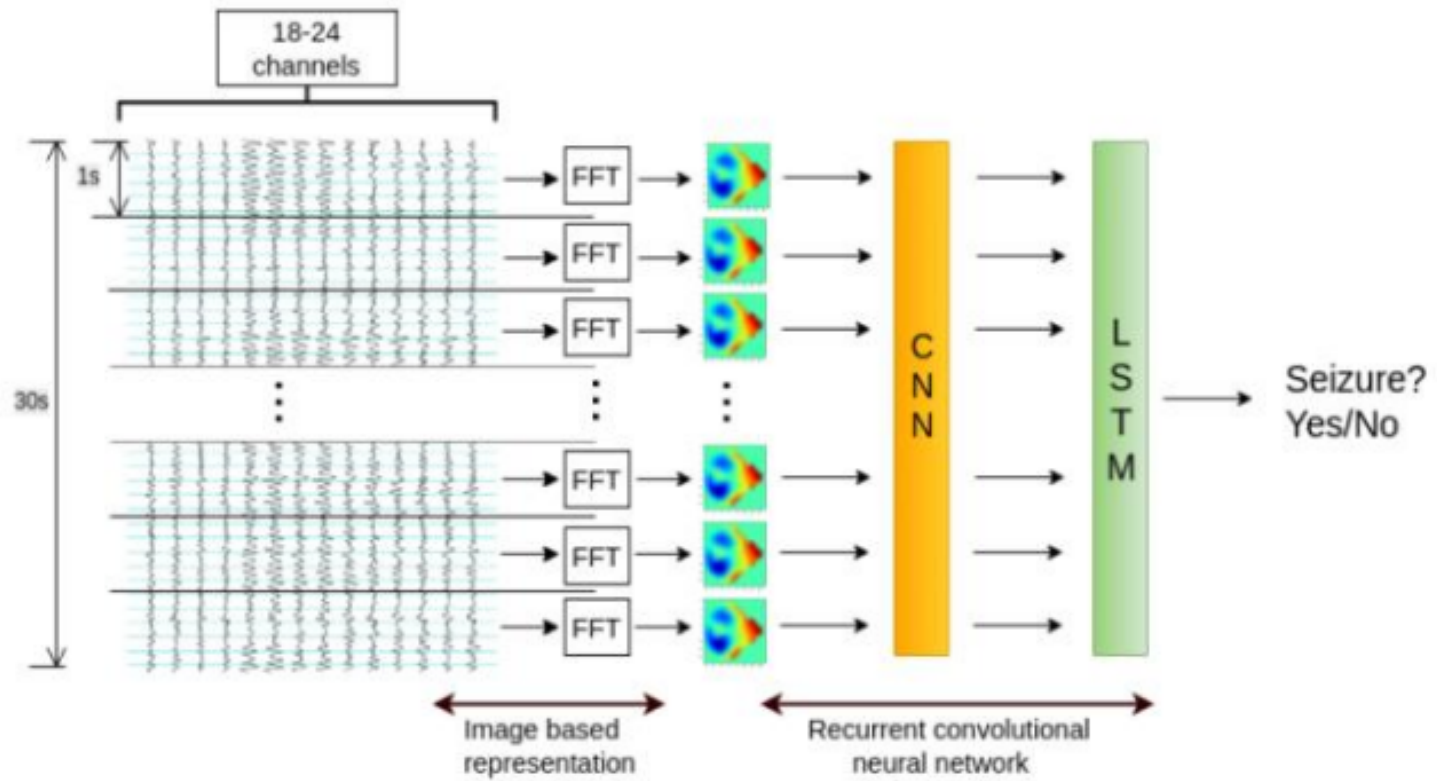 18-24
channels
1s
30s
FFT
FFT
FFT
FFT
FFT
FFT
C
N
N
L
S
T
M
Seizure?
Yes/No
Image based
representation
Recurrent convolutional
neural network